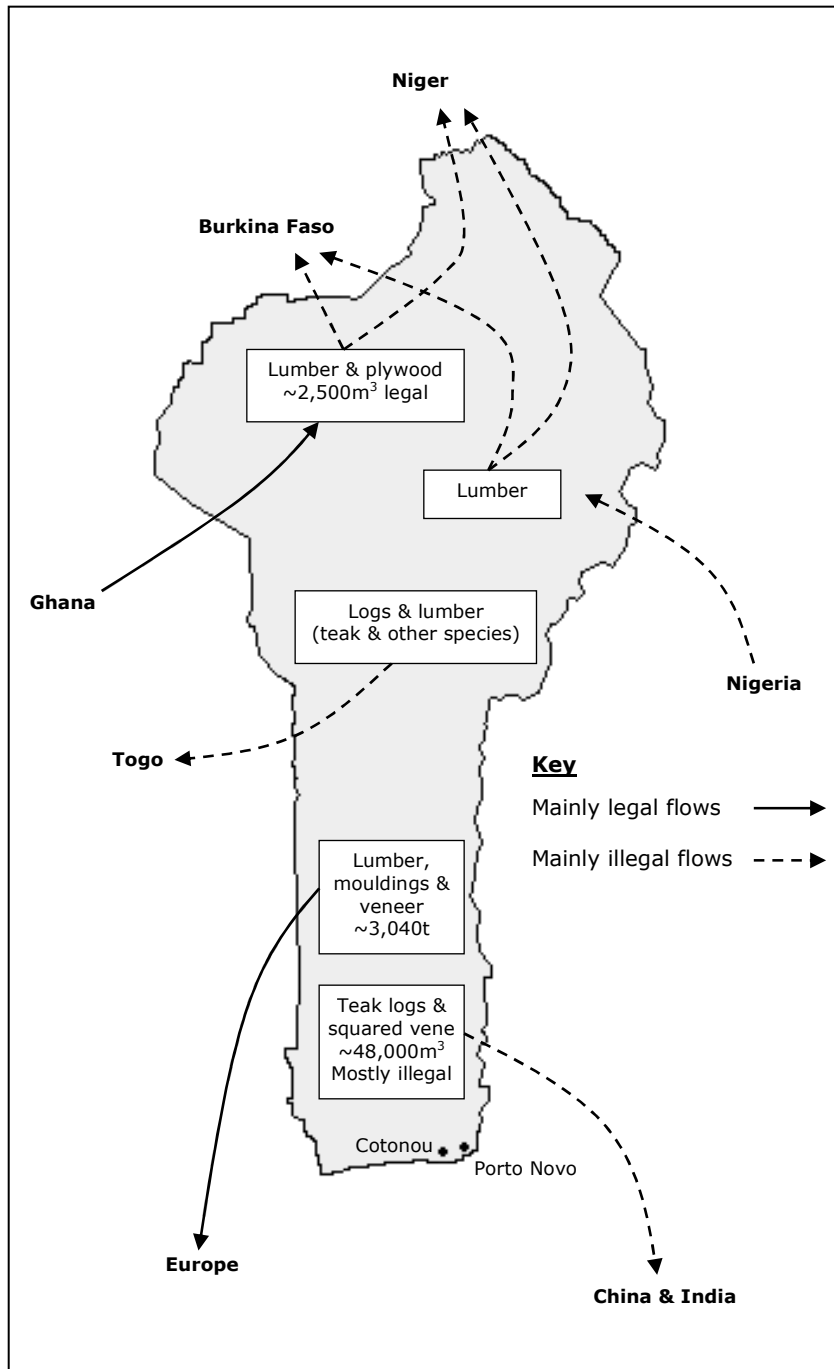 Niger
Burkina Faso
Lumber & plywood
~2,500m³ legal
Lumber
Ghana
Logs & lumber
(teak & other species)
Nigeria
Togo
Key
Mainly legal flows
Mainly illegal flows
Lumber,
mouldings &
veneer
~3,040t
Teak logs &
squared vene
~48,000m³
Mostly illegal
Cotonou
Porto Novo
Europe
China & India